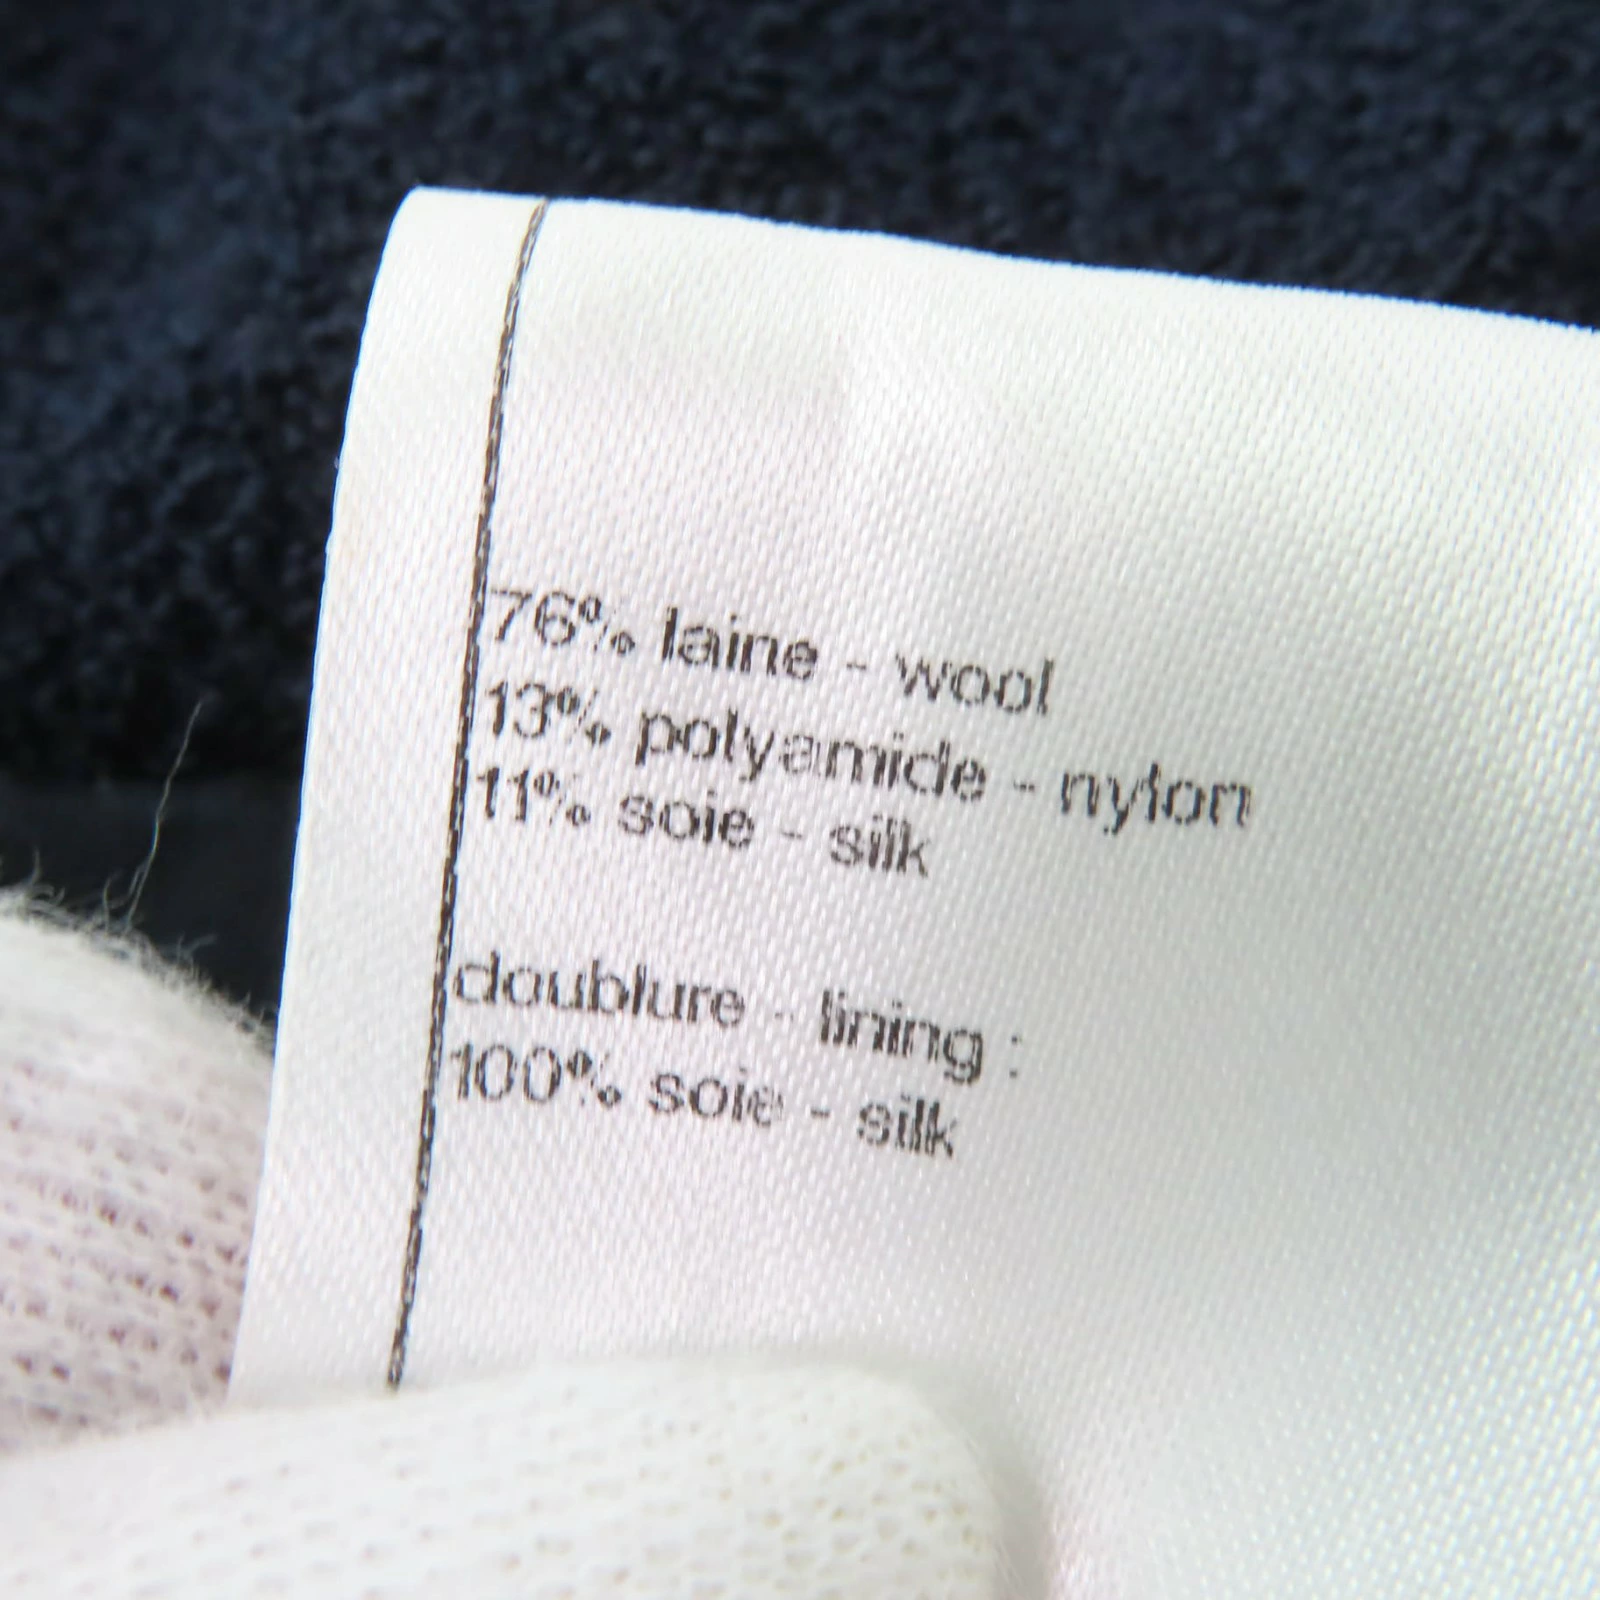 76% laine - wool
13% polyamide - nylon
11% soie - silk
doublure - lining :
100% soie - silk